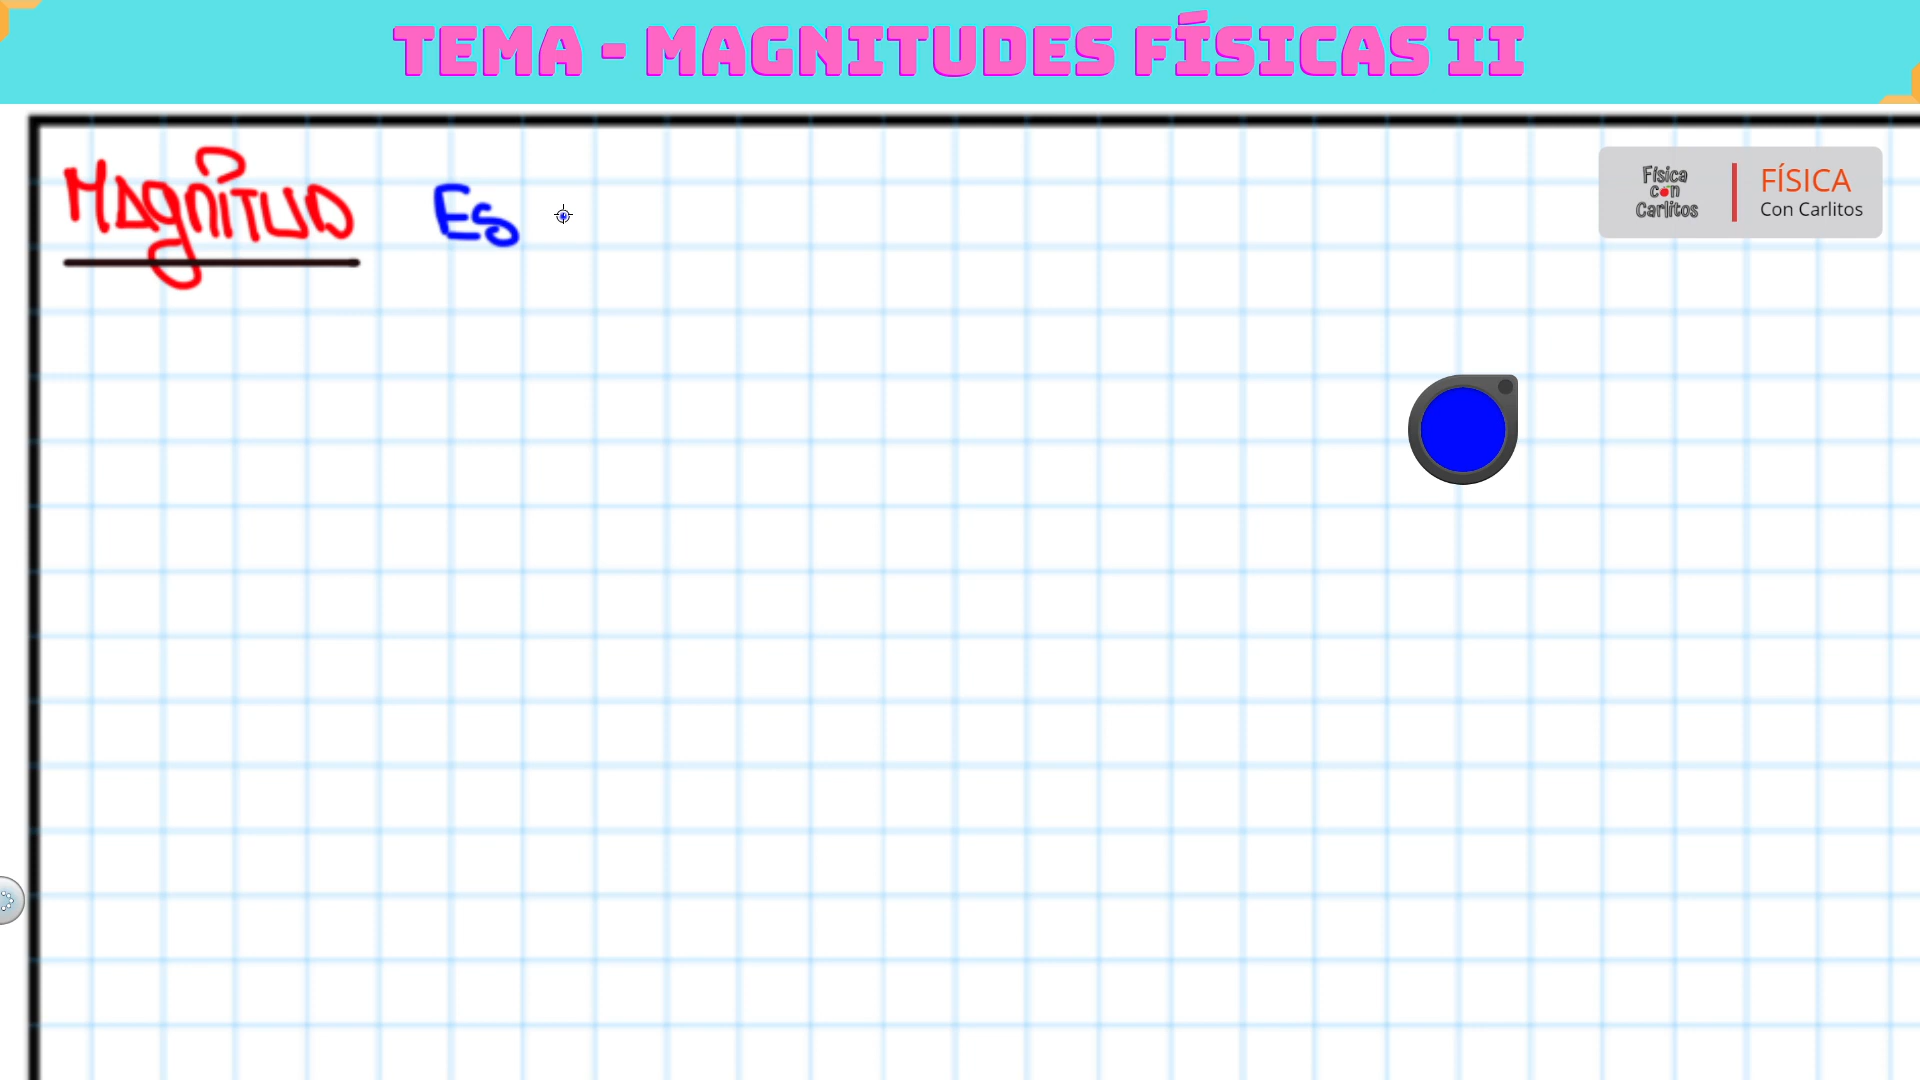 TEMA - MAGNITUDES FÍSICAS II
MAgnITUD Es
Física
con
Carlitos
FÍSICA
Con Carlitos